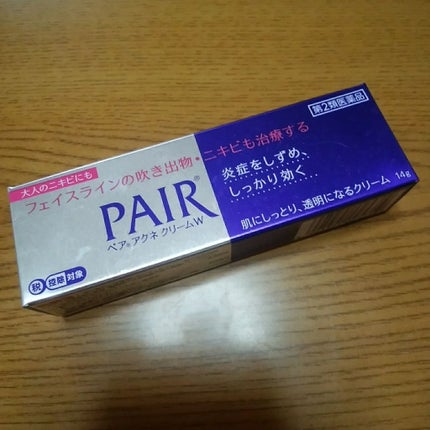 第2類医薬品
大人のニキビにも
フェイスラインの吹き出物・ニキビも治療する
PAIR®
ペア®アクネ クリームW
炎症をしずめ、
しっかり効く
肌にしっとり、透明になるクリーム 14g
税 控除 対象